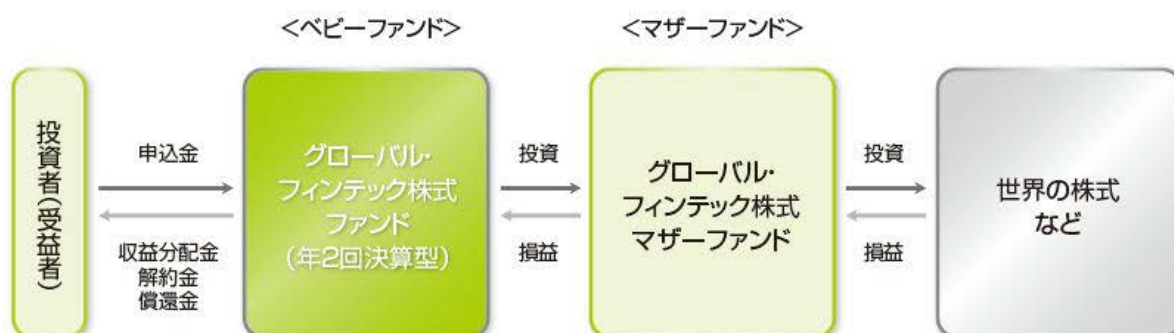 <ベビーファンド>
<マザーファンド>
投資者(受益者)
申込金
収益分配金
解約金
償還金
グローバル・
フィンテック株式
ファンド
(年2回決算型)
投資
損益
グローバル・
フィンテック株式
マザーファンド
投資
損益
世界の株式
など